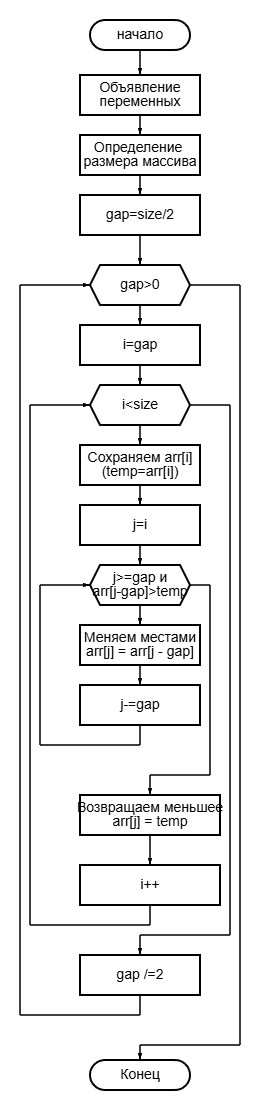 начало
Объявление
переменных
Определение
размера массива
gap=size/2
gap>0
i=gap
i<size
Сохраняем arr[i]
(temp=arr[i])
j=i
j>=gap и
arr[j-gap]>temp
Меняем местами
arr[j] = arr[j - gap]
j-=gap
Возвращаем меньшее
arr[j] = temp
i++
gap /=2
Конец